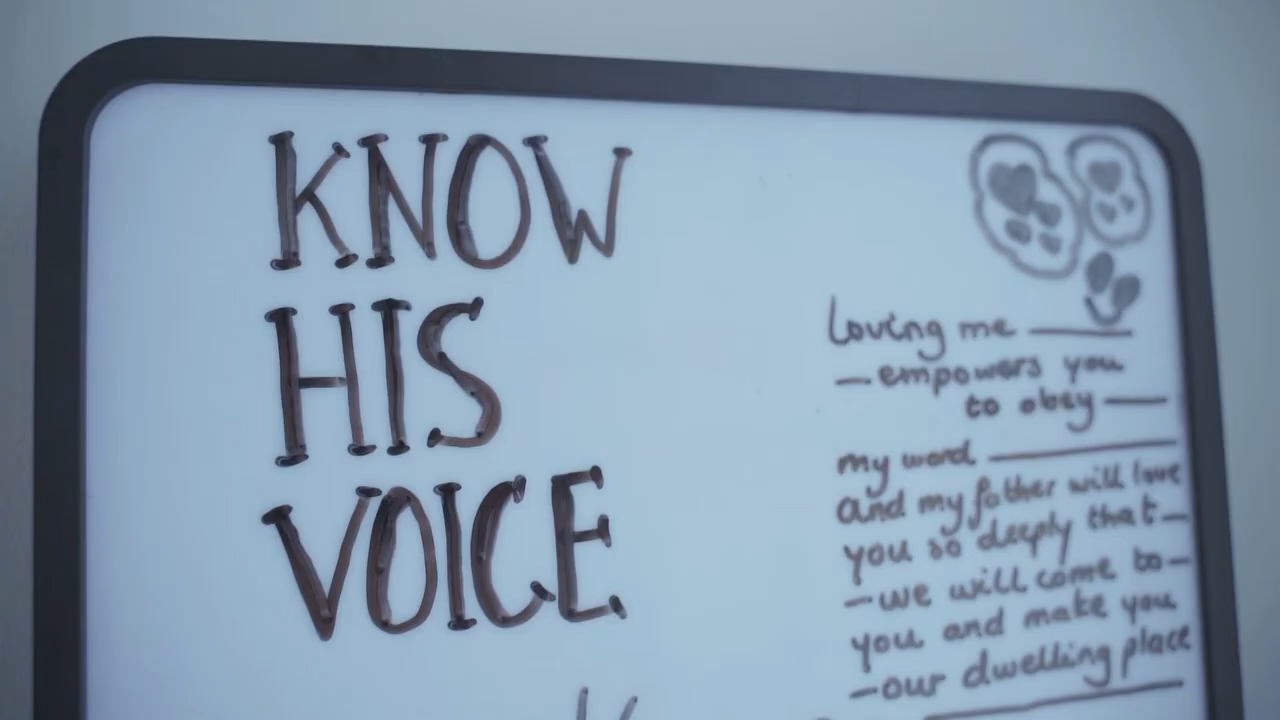 KNOW
HIS
VOICE
Loving me
- empowers you
to obey
my word
and my father will love
you so deeply that
- we will come to
you and make you
- our dwelling place